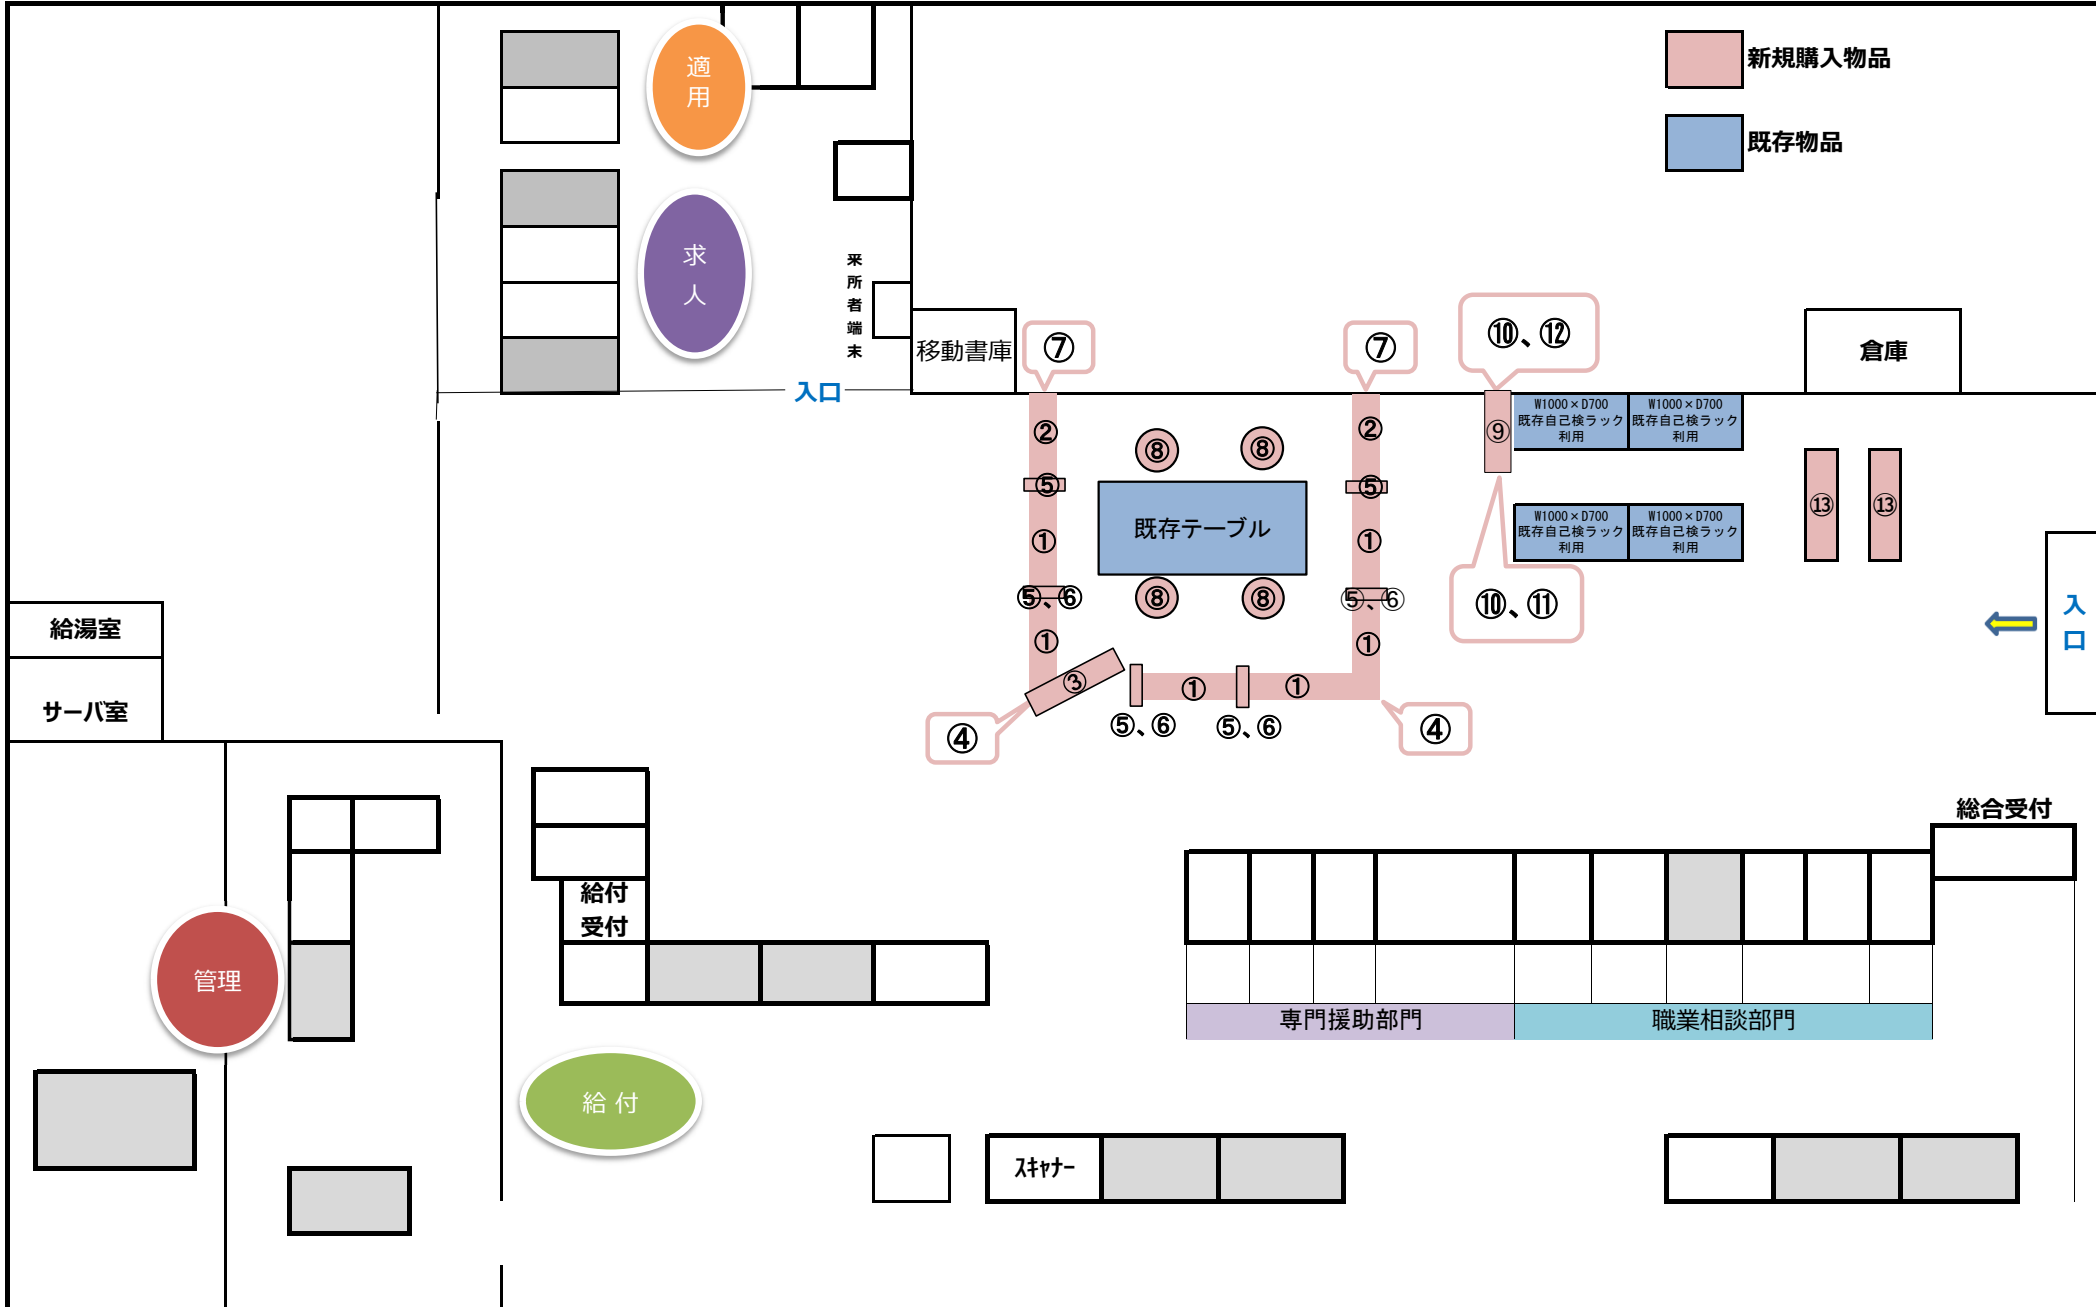 適
用
新規購入物品
既存物品
求
人
来
所
者
端
末
移動書庫
⑦
⑦
⑩、⑫
倉庫
入口
②
⑧
⑧
②
⑨
W1000×D700
既存自己検ラック
利用
W1000×D700
既存自己検ラック
利用
⑤
⑤
⑬
⑬
①
既存テーブル
①
W1000×D700
既存自己検ラック
利用
W1000×D700
既存自己検ラック
利用
⑤、⑥
⑧
⑧
⑤、⑥
⑩、⑪
入
口
給湯室
①
①
③
①
①
サーバ室
④
⑤、⑥
⑤、⑥
④
総合受付
給付
受付
管理
専門援助部門
職業相談部門
給 付
ｽｷｬﾅｰ